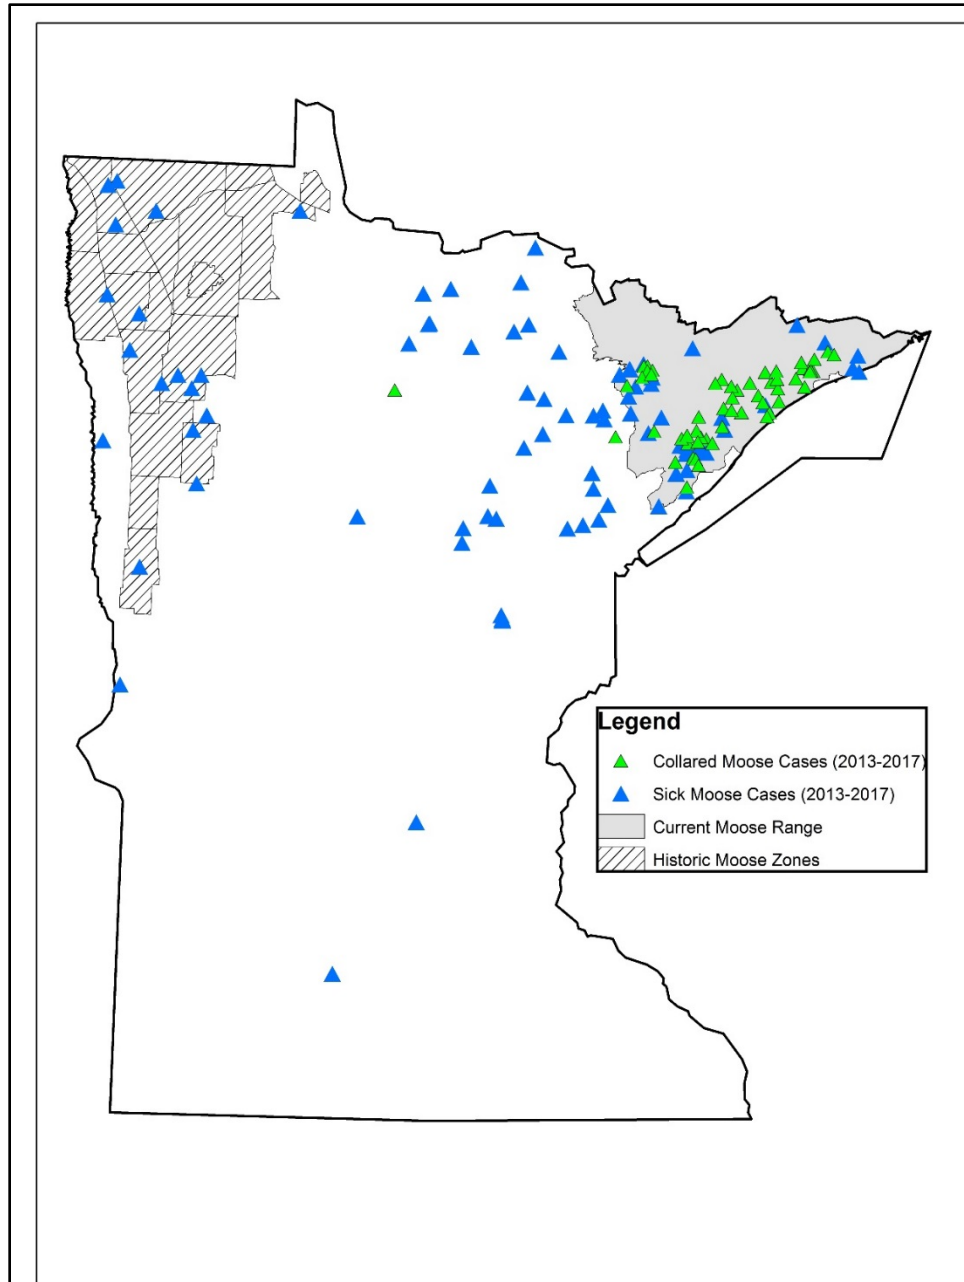 Legend
Collared Moose Cases (2013-2017)
Sick Moose Cases (2013-2017)
Current Moose Range
Historic Moose Zones